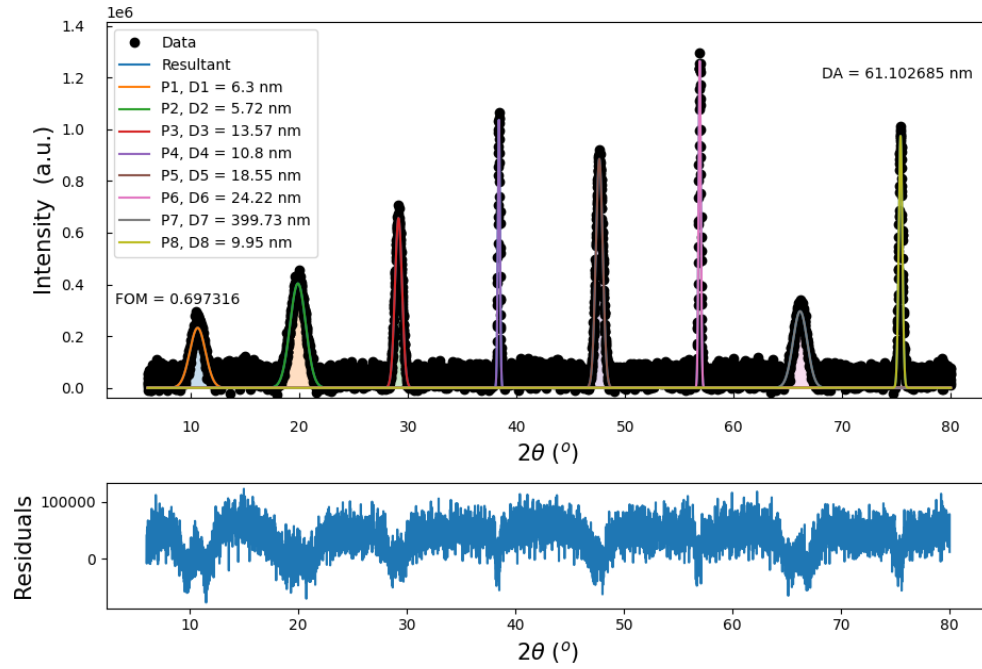 1e6
1.4
1.2
1.0
0.8
0.6
0.4
0.2
0.0
Intensity (a.u.)
Data
Resultant
P1, D1 = 6.3 nm
P2, D2 = 5.72 nm
P3, D3 = 13.57 nm
P4, D4 = 10.8 nm
P5, D5 = 18.55 nm
P6, D6 = 24.22 nm
P7, D7 = 399.73 nm
P8, D8 = 9.95 nm
DA = 61.102685 nm
FOM = 0.697316
10 20 30 40 50 60 70 80
2θ (°)
100000
0
Residuals
10 20 30 40 50 60 70 80
2θ (°)